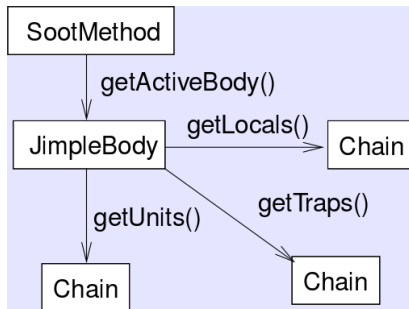 SootMethod
getActiveBody()
getLocals()
JimpleBody
Chain
getUnits()
getTraps()
Chain
Chain